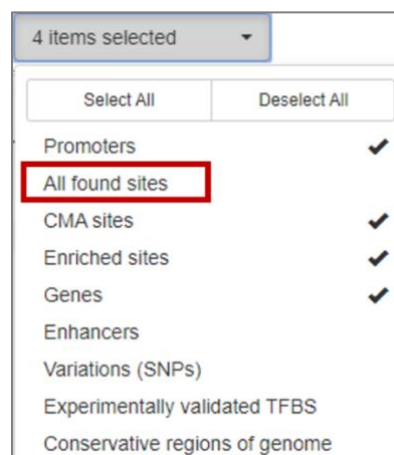 4 items selected
Select All Deselect All
Promoters
All found sites
CMA sites
Enriched sites
Genes
Enhancers
Variations (SNPs)
Experimentally validated TFBS
Conservative regions of genome